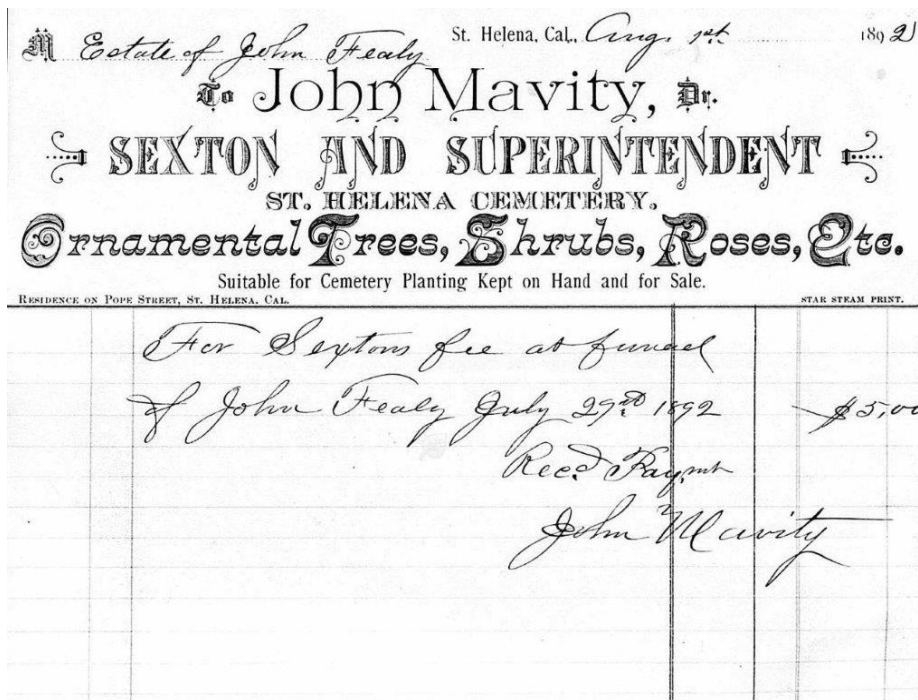 St. Helena, Cal., Aug. 1st 1892
M Estate of John Fealy
To John Mavity, Dr.
SEXTON AND SUPERINTENDENT
ST. HELENA CEMETERY.
Ornamental Trees, Shrubs, Roses, Etc.
Suitable for Cemetery Planting Kept on Hand and for Sale.
RESIDENCE ON POPE STREET, ST. HELENA, CAL. STAR STEAM PRINT.
For Sextons fee at funeral
of John Fealy July 29th 1892 $5,00
Rec.d Paymt
John Mavity